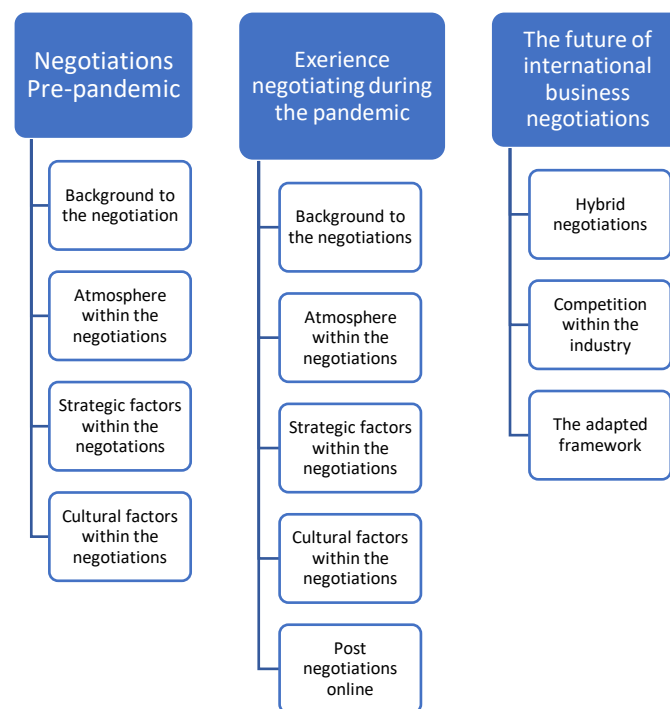 Negotiations
Pre-pandemic
Background to
the negotiation
Atmosphere
within the
negotiations
Strategic factors
within the
negotations
Cultural factors
within the
negotiations
Exerience
negotiating during
the pandemic
Background to
the negotiations
Atmosphere
within the
negotiations
Strategic factors
within the
negotiations
Cultural factors
within the
negotiations
Post
negotiations
online
The future of
international
business
negotiations
Hybrid
negotiations
Competition
within the
industry
The adapted
framework